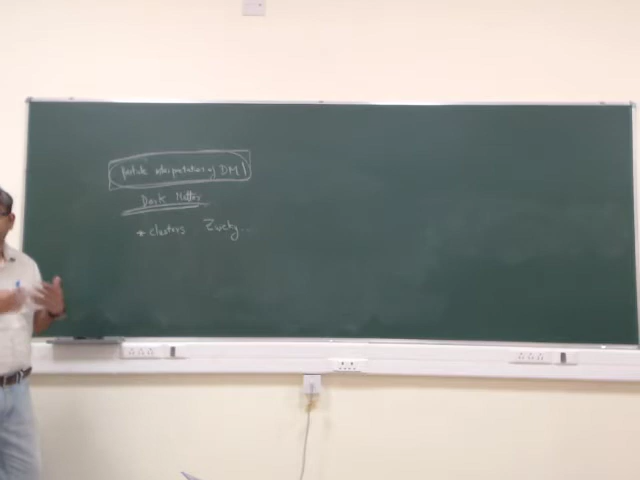 Particle interpretation of DM
Dark Matter
* clusters Zwicky...